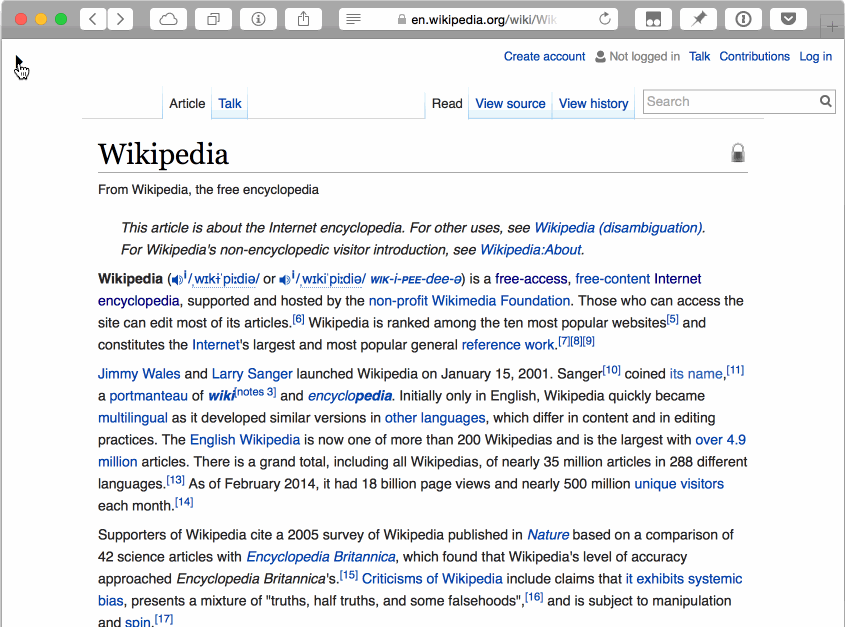 en.wikipedia.org/wiki/Wik
Create account Not logged in Talk Contributions Log in
Article Talk Read View source View history Search
Wikipedia
From Wikipedia, the free encyclopedia
This article is about the Internet encyclopedia. For other uses, see Wikipedia (disambiguation).
For Wikipedia's non-encyclopedic visitor introduction, see Wikipedia:About.
Wikipedia (i/ˌwɪkɨˈpiːdiə/ or i/ˌwɪkiˈpiːdiə/ WIK-i-PEE-dee-ə) is a free-access, free-content Internet
encyclopedia, supported and hosted by the non-profit Wikimedia Foundation. Those who can access the
site can edit most of its articles.[6] Wikipedia is ranked among the ten most popular websites[5] and
constitutes the Internet's largest and most popular general reference work.[7][8][9]
Jimmy Wales and Larry Sanger launched Wikipedia on January 15, 2001. Sanger[10] coined its name,[11]
a portmanteau of wiki[notes 3] and encyclopedia. Initially only in English, Wikipedia quickly became
multilingual as it developed similar versions in other languages, which differ in content and in editing
practices. The English Wikipedia is now one of more than 200 Wikipedias and is the largest with over 4.9
million articles. There is a grand total, including all Wikipedias, of nearly 35 million articles in 288 different
languages.[13] As of February 2014, it had 18 billion page views and nearly 500 million unique visitors
each month.[14]
Supporters of Wikipedia cite a 2005 survey of Wikipedia published in Nature based on a comparison of
42 science articles with Encyclopedia Britannica, which found that Wikipedia's level of accuracy
approached Encyclopedia Britannica's.[15] Criticisms of Wikipedia include claims that it exhibits systemic
bias, presents a mixture of "truths, half truths, and some falsehoods",[16] and is subject to manipulation
and spin.[17]